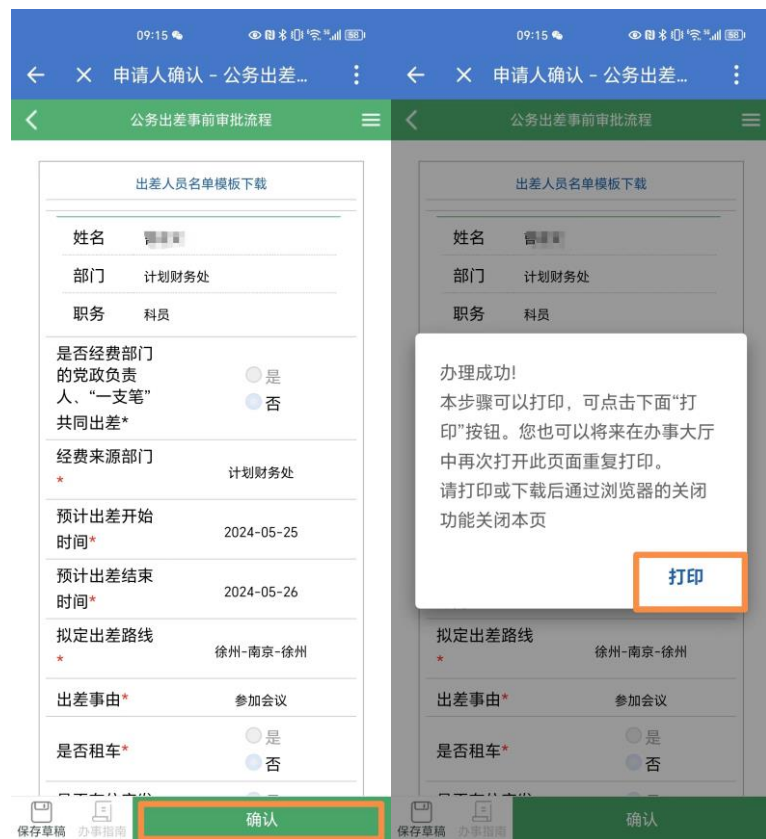 09:15
58
申请人确认 - 公务出差...
公务出差事前审批流程
出差人员名单模板下载
姓名
部门 计划财务处
职务 科员
是否经费部门
的党政负责
人、“一支笔”
共同出差*
是
否
经费来源部门
*
计划财务处
预计出差开始
时间*
2024-05-25
预计出差结束
时间*
2024-05-26
拟定出差路线
*
徐州-南京-徐州
出差事由* 参加会议
是否租车*
是
否
保存草稿
办事指南
确认
09:15
58
申请人确认 - 公务出差...
公务出差事前审批流程
出差人员名单模板下载
姓名
部门 计划财务处
职务 科员
办理成功!
本步骤可以打印，可点击下面“打
印”按钮。您也可以将来在办事大厅
中再次打开此页面重复打印。
请打印或下载后通过浏览器的关闭
功能关闭本页
打印
拟定出差路线
*
徐州-南京-徐州
出差事由* 参加会议
是否租车*
是
否
保存草稿
办事指南
确认